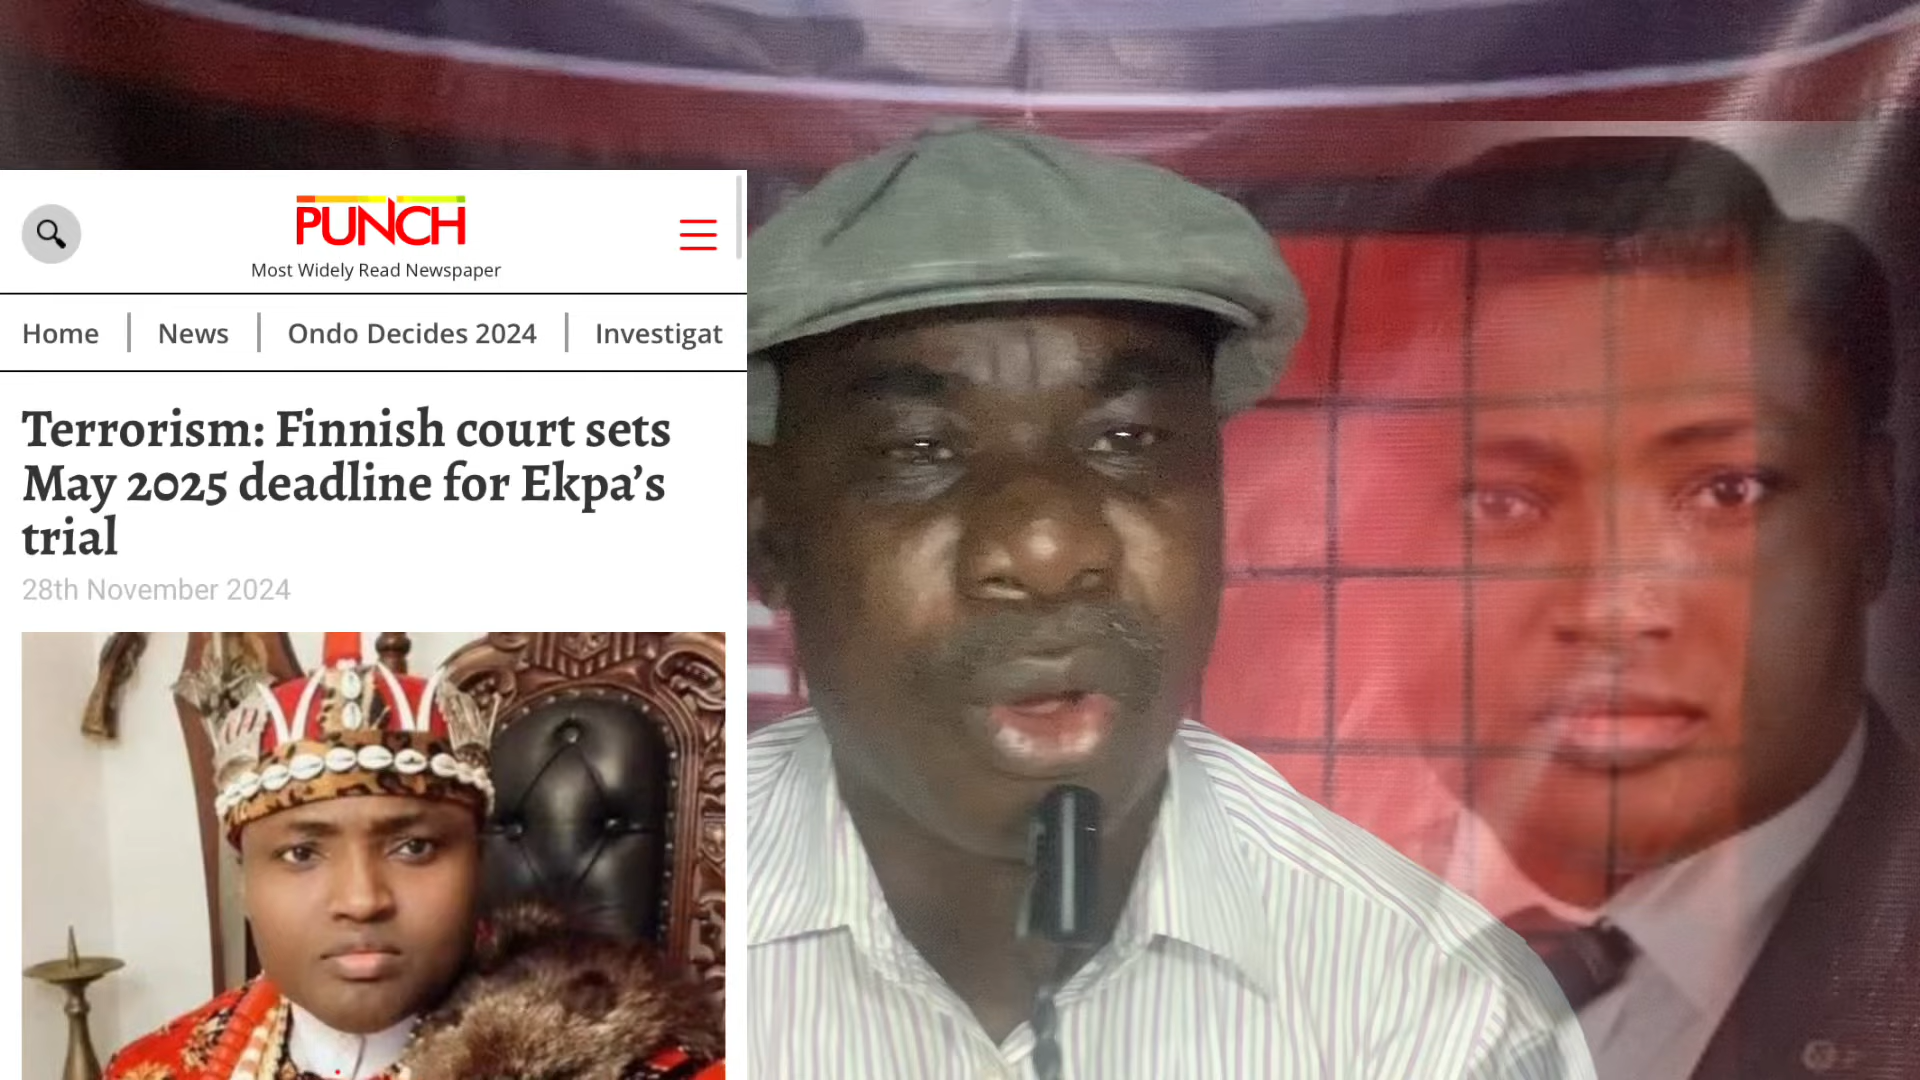 PUNCH
Most Widely Read Newspaper
Home | News | Ondo Decides 2024 | Investigat
Terrorism: Finnish court sets
May 2025 deadline for Ekpa’s
trial
28th November 2024